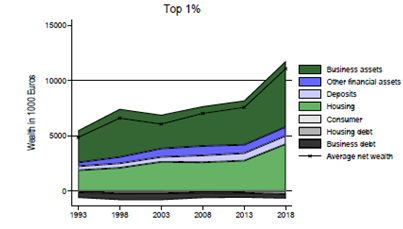 Top 1%
Wealth in 1000 Euros
15000
10000
5000
0
1993
1998
2003
2008
2013
2018
Business assets
Other financial assets
Deposits
Housing
Consumer
Housing debt
Business debt
Average net wealth